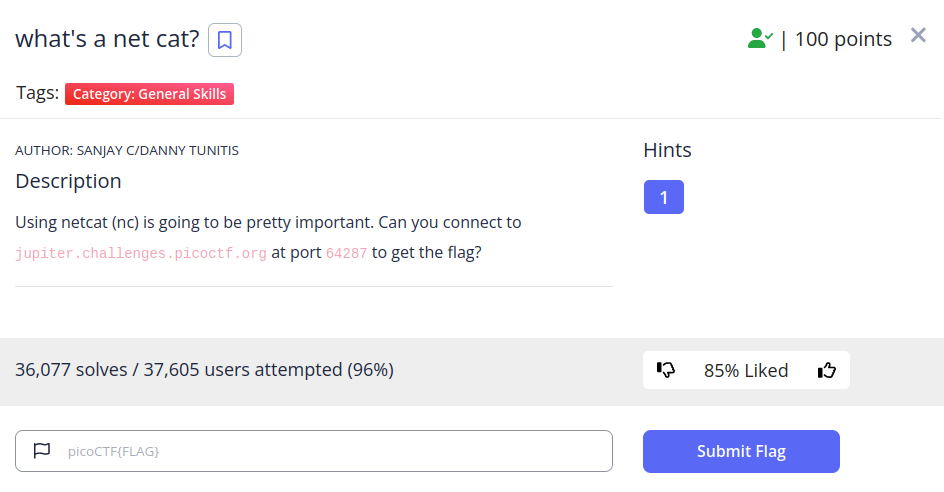 what's a net cat?
| 100 points
Tags: Category: General Skills
AUTHOR: SANJAY C/DANNY TUNITIS
Hints
Description
1
Using netcat (nc) is going to be pretty important. Can you connect to
jupiter.challenges.picoctf.org at port 64287 to get the flag?
36,077 solves / 37,605 users attempted (96%)
85% Liked
picoCTF{FLAG}
Submit Flag